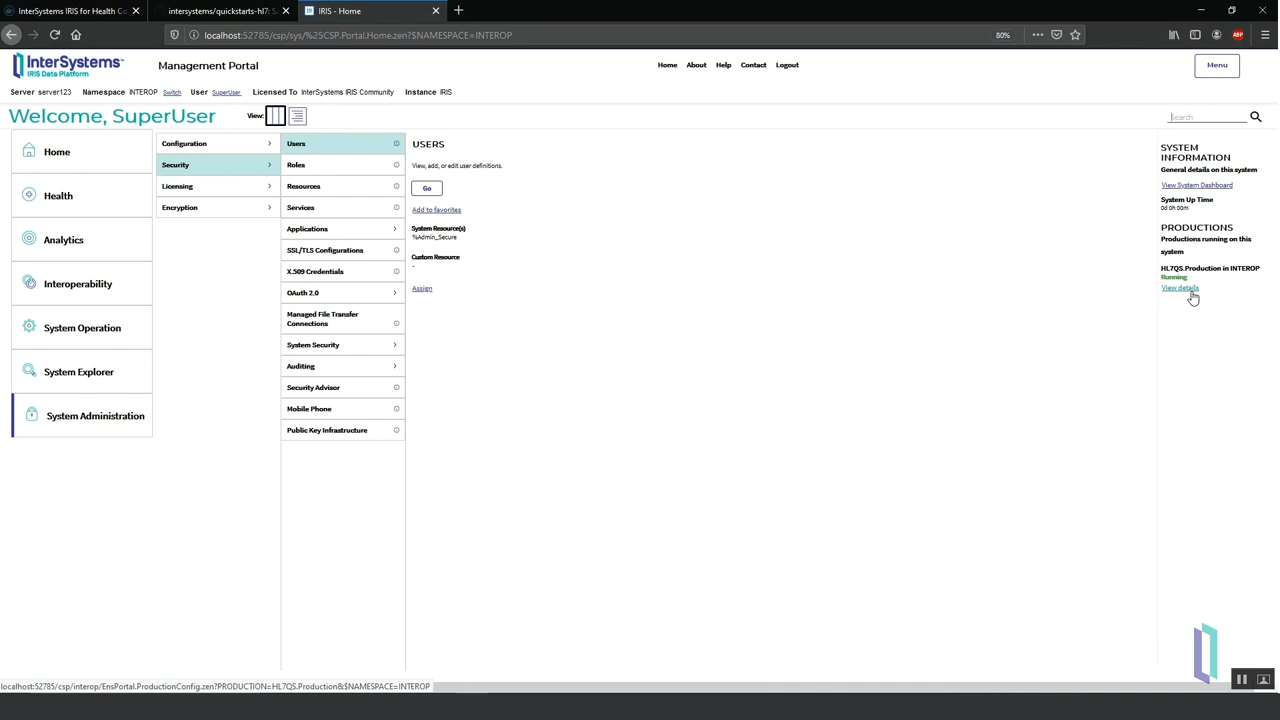 InterSystems IRIS for Health Co
intersystems/quickstarts-hl7: S
IRIS - Home
localhost:52785/csp/sys/%25CSP.Portal.Home.zen?$NAMESPACE=INTEROP
80%
ABP
InterSystems
IRIS Data Platform
Management Portal
Home About Help Contact Logout
Menu
Server server123 Namespace INTEROP Switch User SuperUser Licensed To InterSystems IRIS Community Instance IRIS
Welcome, SuperUser
View:
Search
Home
Health
Analytics
Interoperability
System Operation
System Explorer
System Administration
Configuration
Security
Licensing
Encryption
Users
Roles
Resources
Services
Applications
SSL/TLS Configurations
X.509 Credentials
OAuth 2.0
Managed File Transfer
Connections
System Security
Auditing
Security Advisor
Mobile Phone
Public Key Infrastructure
USERS
View, add, or edit user definitions.
Go
Add to favorites
System Resource(s)
%Admin_Secure
Custom Resource
-
Assign
SYSTEM
INFORMATION
General details on this system
View System Dashboard
System Up Time
0d 0h 00m
PRODUCTIONS
Productions running on this
system
HL7QS.Production in INTEROP
Running
View details
localhost:52785/csp/interop/EnsPortal.ProductionConfig.zen?PRODUCTION=HL7QS.Production&$NAMESPACE=INTEROP